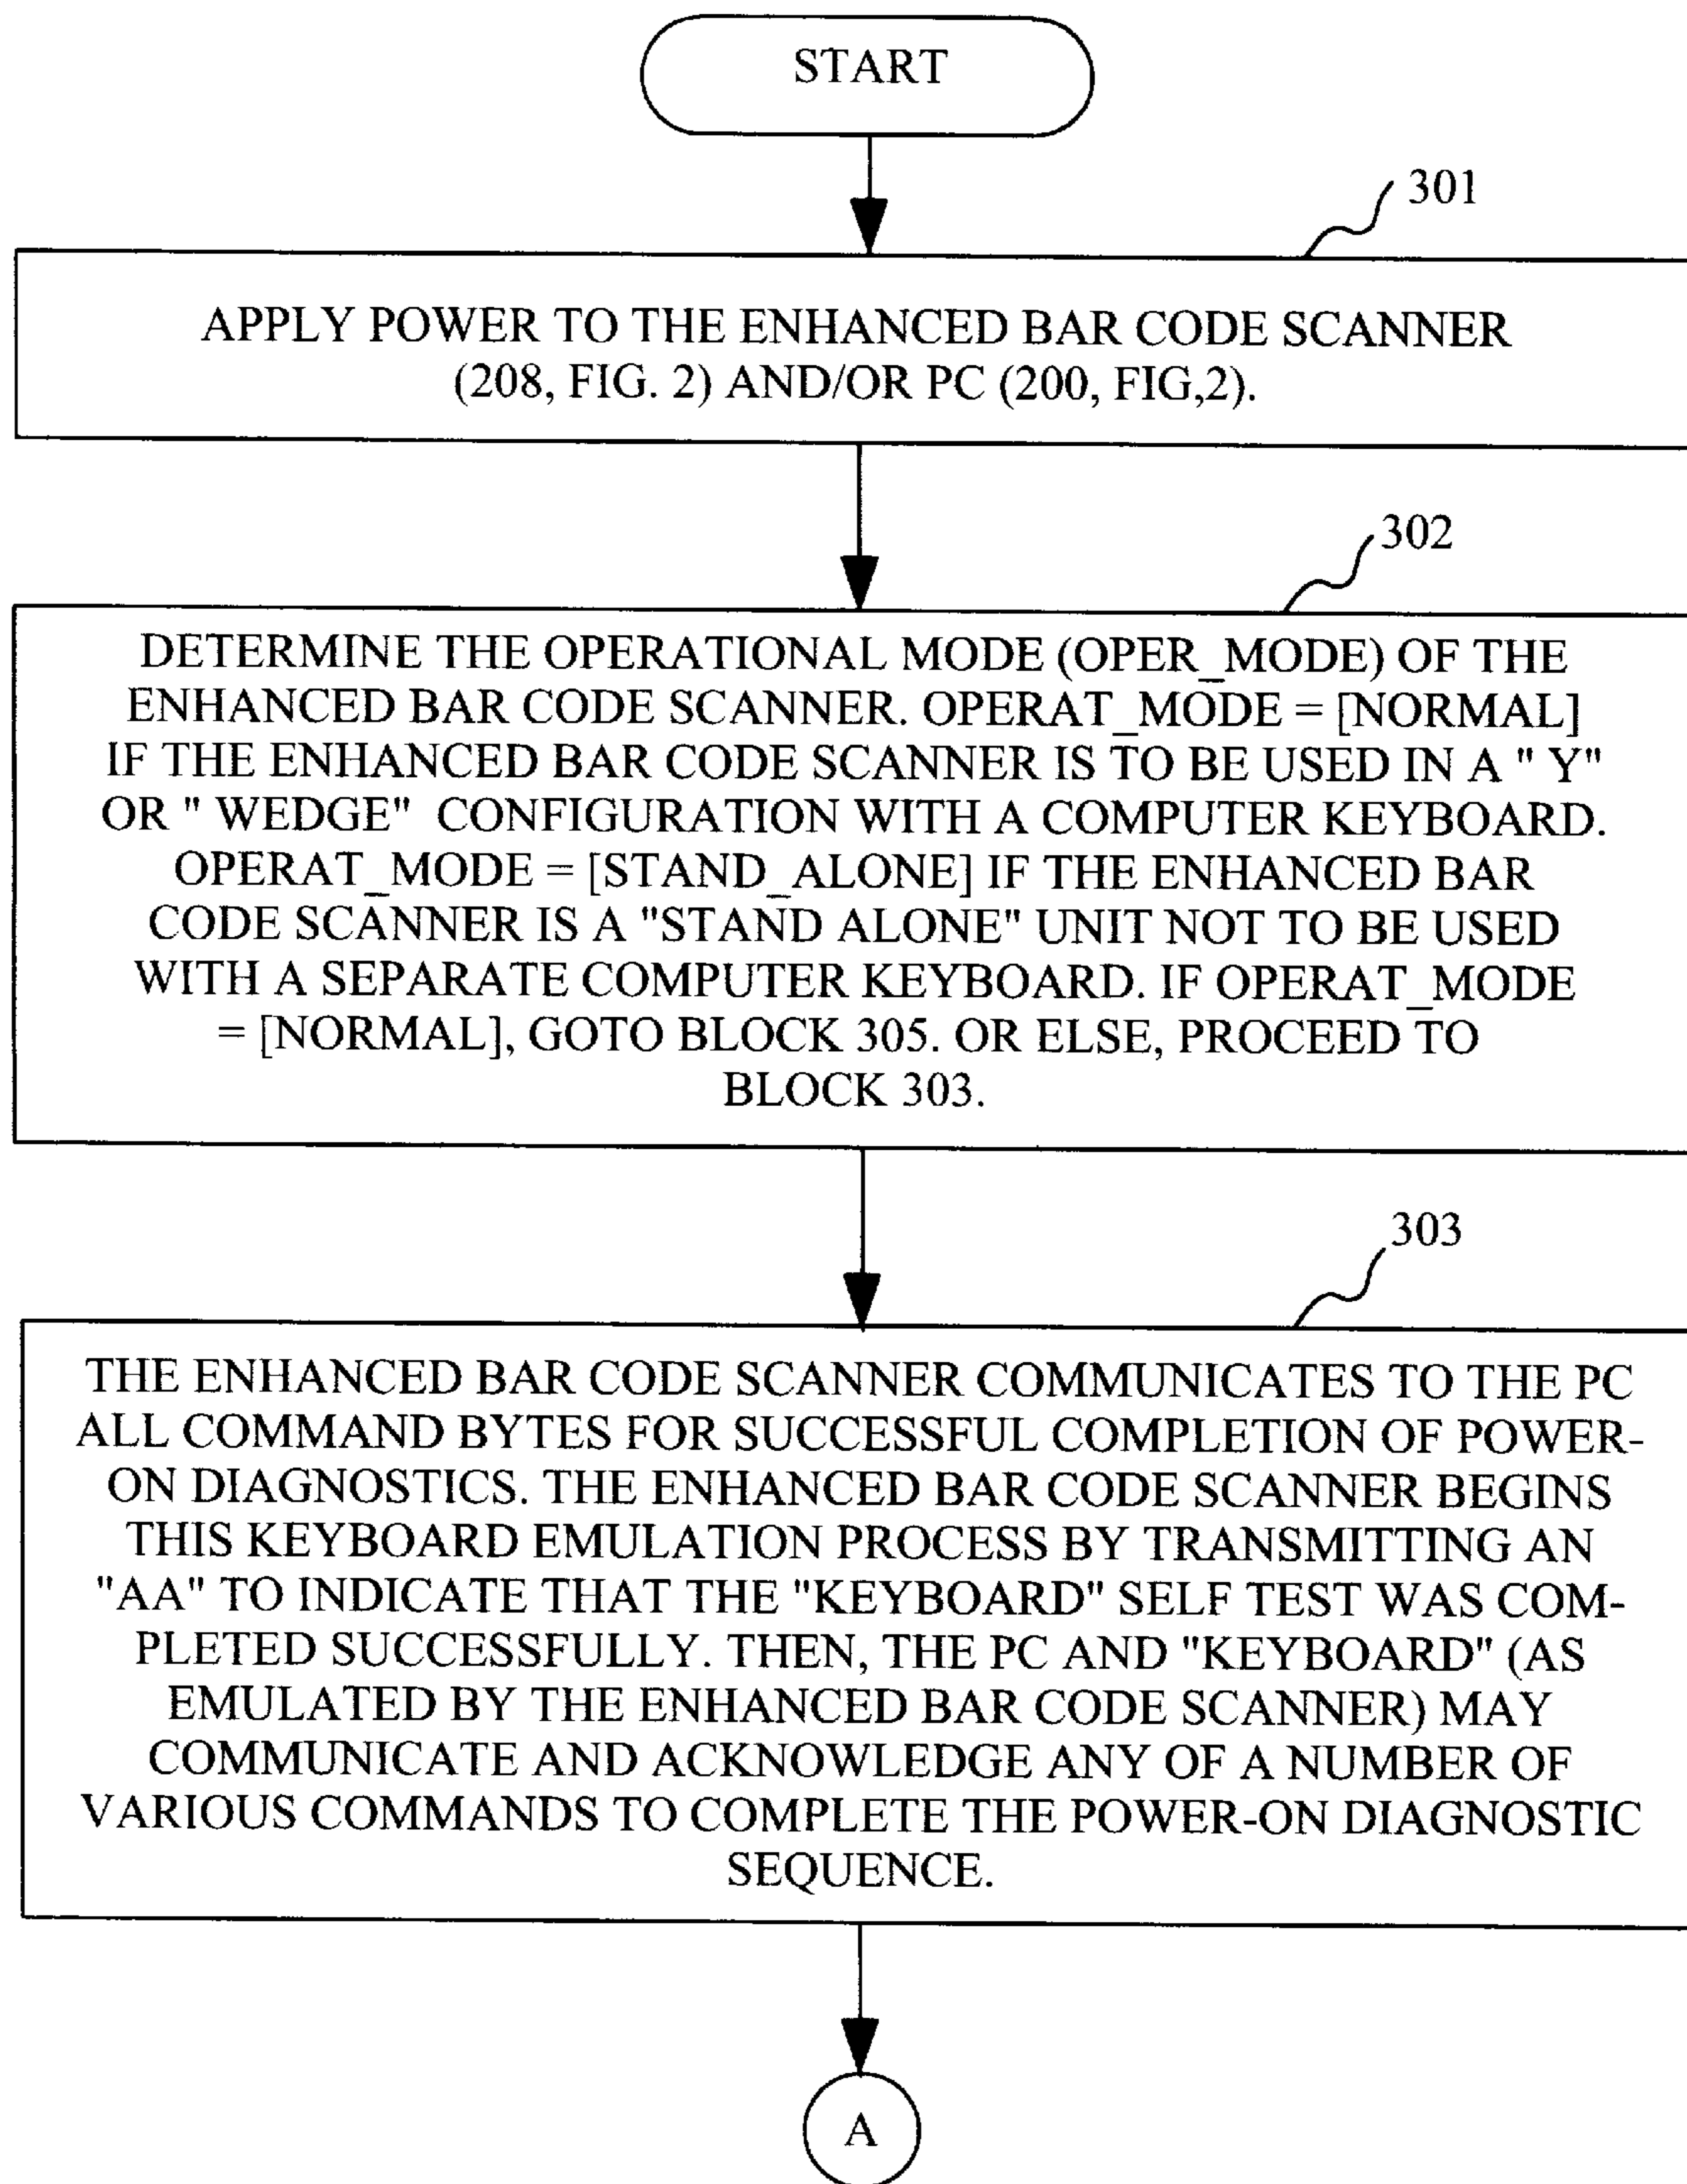 START
301
APPLY POWER TO THE ENHANCED BAR CODE SCANNER
(208, FIG. 2) AND/OR PC (200, FIG,2).
302
DETERMINE THE OPERATIONAL MODE (OPER_MODE) OF THE
ENHANCED BAR CODE SCANNER. OPERAT_MODE = [NORMAL]
IF THE ENHANCED BAR CODE SCANNER IS TO BE USED IN A " Y"
OR " WEDGE" CONFIGURATION WITH A COMPUTER KEYBOARD.
OPERAT_MODE = [STAND_ALONE] IF THE ENHANCED BAR
CODE SCANNER IS A "STAND ALONE" UNIT NOT TO BE USED
WITH A SEPARATE COMPUTER KEYBOARD. IF OPERAT_MODE
= [NORMAL], GOTO BLOCK 305. OR ELSE, PROCEED TO
BLOCK 303.
303
THE ENHANCED BAR CODE SCANNER COMMUNICATES TO THE PC
ALL COMMAND BYTES FOR SUCCESSFUL COMPLETION OF POWER-
ON DIAGNOSTICS. THE ENHANCED BAR CODE SCANNER BEGINS
THIS KEYBOARD EMULATION PROCESS BY TRANSMITTING AN
"AA" TO INDICATE THAT THE "KEYBOARD" SELF TEST WAS COM-
PLETED SUCCESSFULLY. THEN, THE PC AND "KEYBOARD" (AS
EMULATED BY THE ENHANCED BAR CODE SCANNER) MAY
COMMUNICATE AND ACKNOWLEDGE ANY OF A NUMBER OF
VARIOUS COMMANDS TO COMPLETE THE POWER-ON DIAGNOSTIC
SEQUENCE.
A